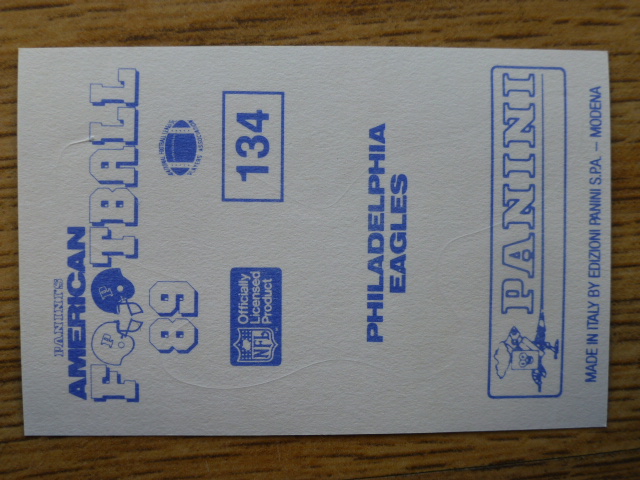 PANINI'S
AMERICAN
FOOTBALL
89
134
Officially
Licensed
Product
NFL
PHILADELPHIA
EAGLES
PANINI
MADE IN ITALY BY EDIZIONI PANINI S.P.A. – MODENA